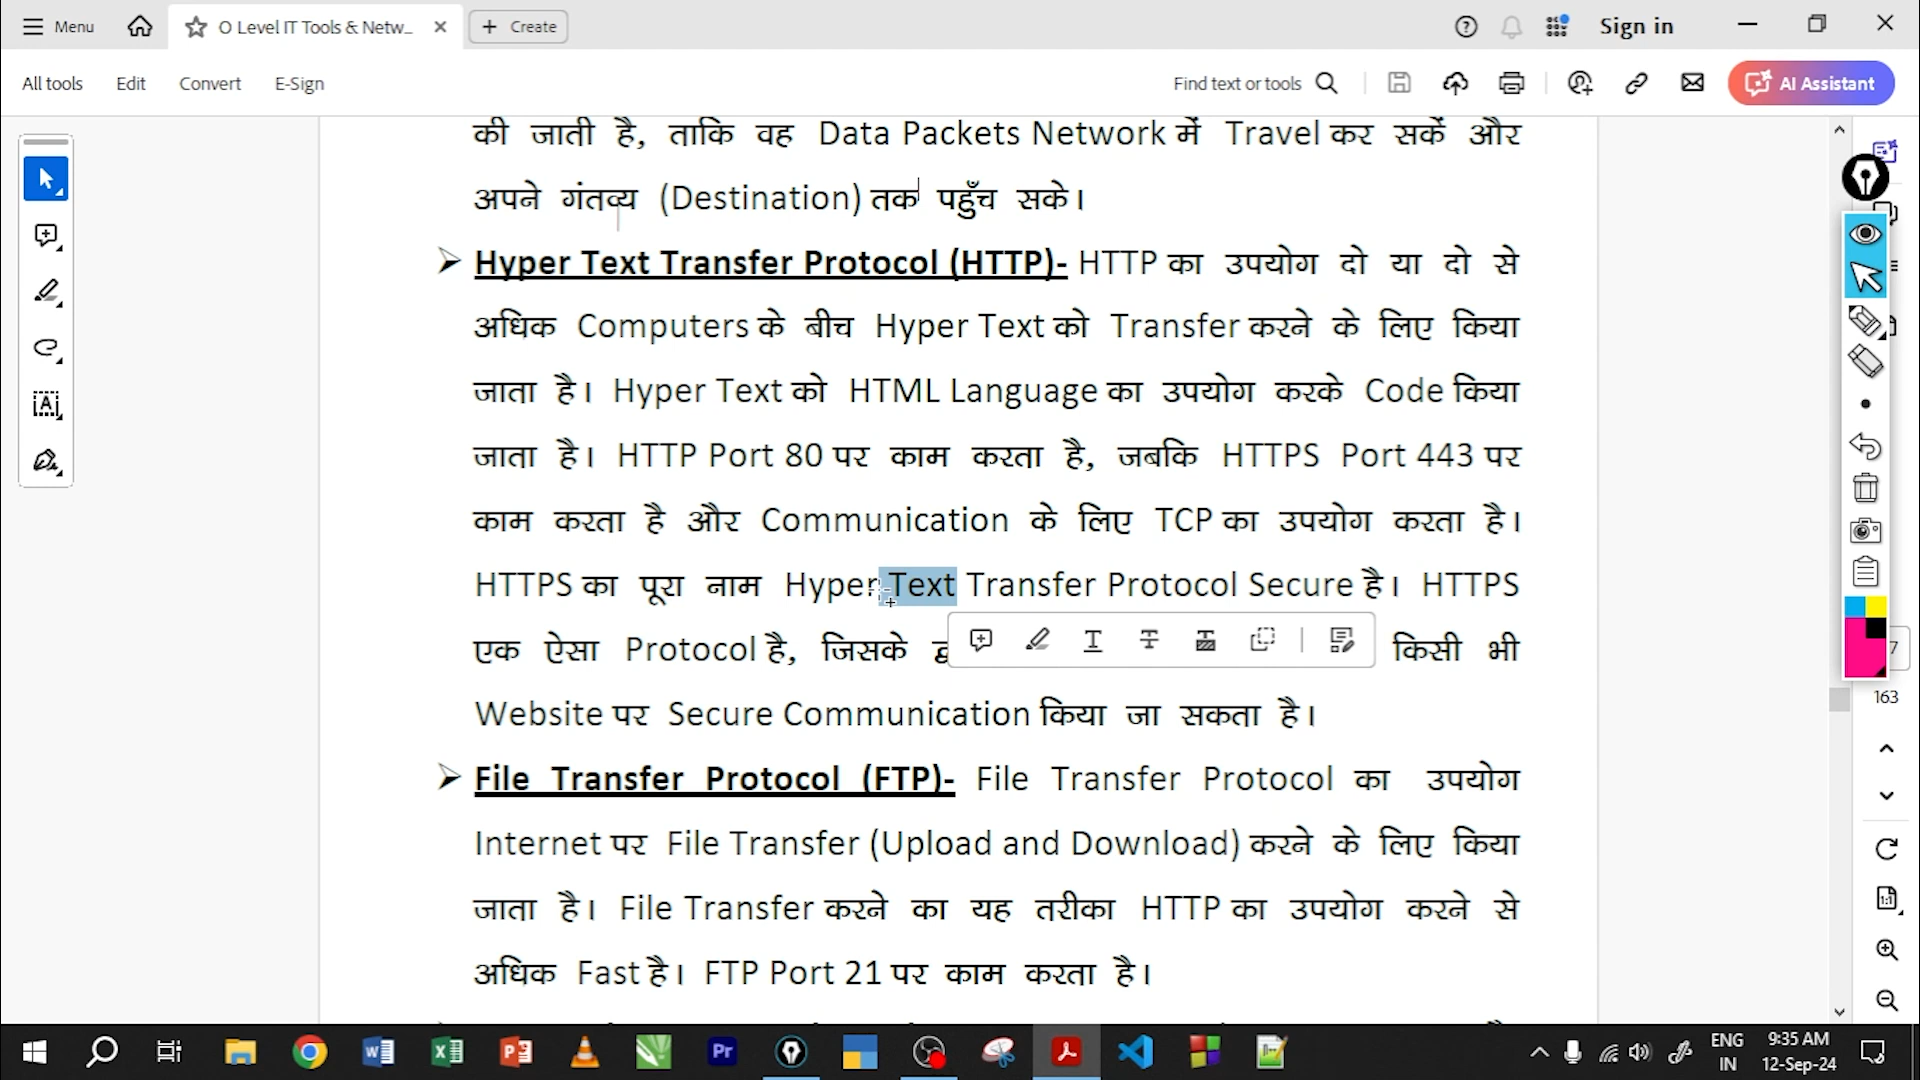 Menu
O Level IT Tools & Netw...
Create
Sign in
All tools
Edit
Convert
E-Sign
Find text or tools
AI Assistant
की जाती है, ताकि वह Data Packets Network में Travel कर सकें और
अपने गंतव्य (Destination) तक पहुँच सके।
➢ Hyper Text Transfer Protocol (HTTP)- HTTP का उपयोग दो या दो से
अधिक Computers के बीच Hyper Text को Transfer करने के लिए किया
जाता है। Hyper Text को HTML Language का उपयोग करके Code किया
जाता है। HTTP Port 80 पर काम करता है, जबकि HTTPS Port 443 पर
काम करता है और Communication के लिए TCP का उपयोग करता है।
HTTPS का पूरा नाम Hyper Text Transfer Protocol Secure है। HTTPS
एक ऐसा Protocol है, जिसके किसी भी
Website पर Secure Communication किया जा सकता है।
➢ File Transfer Protocol (FTP)- File Transfer Protocol का उपयोग
Internet पर File Transfer (Upload and Download) करने के लिए किया
जाता है। File Transfer करने का यह तरीका HTTP का उपयोग करने से
अधिक Fast है। FTP Port 21 पर काम करता है।
7
163
ENG
IN
9:35 AM
12-Sep-24